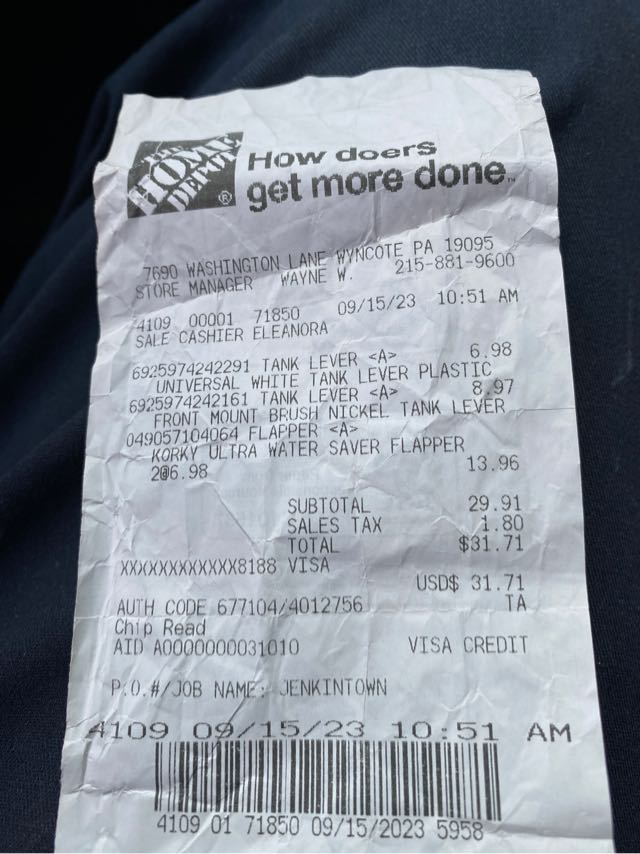 THE HOME DEPOT ®
How doers
get more done™
7690 WASHINGTON LANE WYNCOTE PA 19095
STORE MANAGER WAYNE W. 215-881-9600
4109 00001 71850 09/15/23 10:51 AM
SALE CASHIER ELEANORA
6925974242291 TANK LEVER <A> 6.98
UNIVERSAL WHITE TANK LEVER PLASTIC
6925974242161 TANK LEVER <A> 8.97
FRONT MOUNT BRUSH NICKEL TANK LEVER
049057104064 FLAPPER <A>
KORKY ULTRA WATER SAVER FLAPPER
2@6.98 13.96
SUBTOTAL 29.91
SALES TAX 1.80
TOTAL $31.71
XXXXXXXXXXXX8188 VISA
USD$ 31.71
AUTH CODE 677104/4012756 TA
Chip Read
AID A0000000031010 VISA CREDIT
P.O.#/JOB NAME: JENKINTOWN
4109 09/15/23 10:51 AM
4109 01 71850 09/15/2023 5958